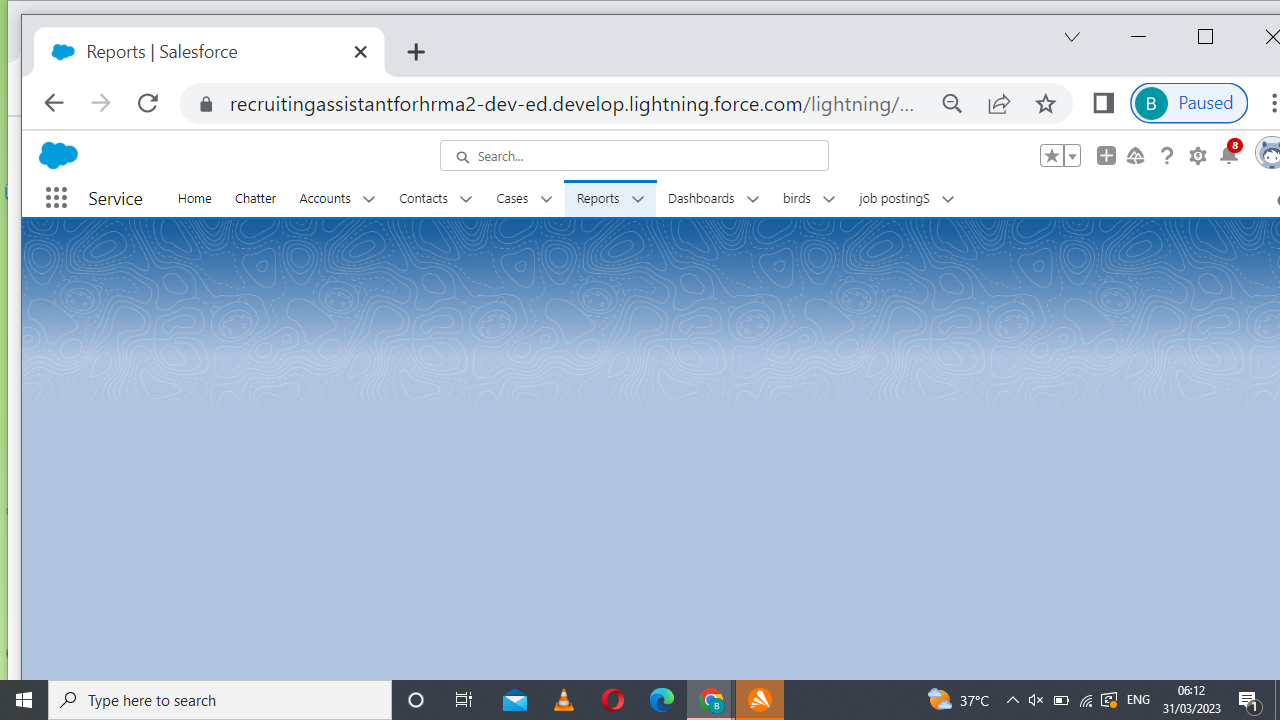 Reports | Salesforce
recruitingassistantforhrma2-dev-ed.develop.lightning.force.com/lightning/...
B Paused
Search...
8
Service Home Chatter Accounts Contacts Cases Reports Dashboards birds job postingS
Type here to search
B
37°C
ENG
06:12
31/03/2023
1